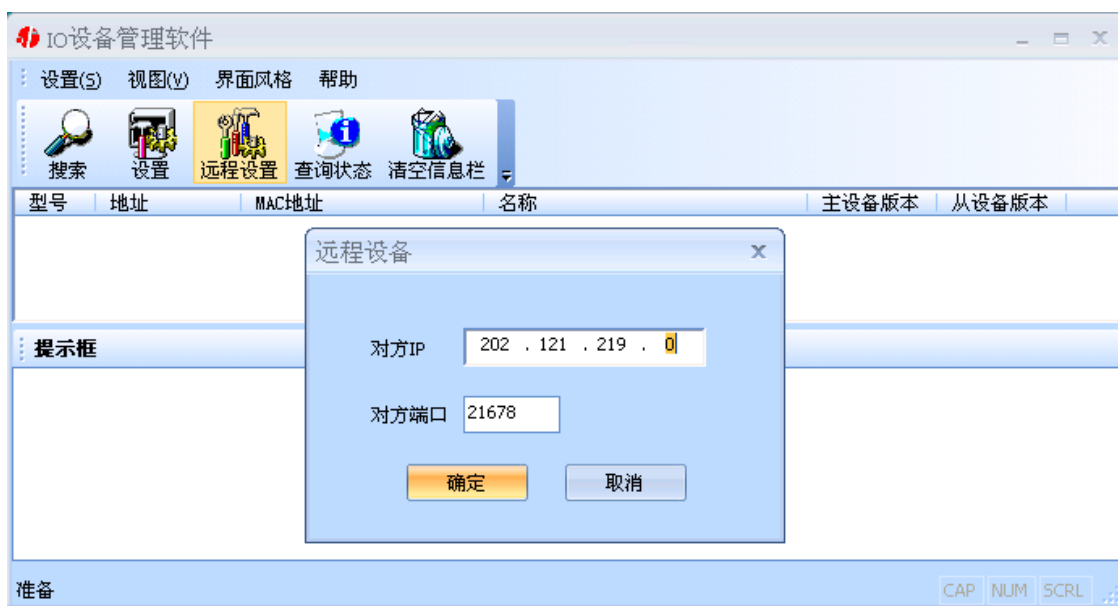 IO设备管理软件
设置(S) 视图(V) 界面风格 帮助
搜索 设置 远程设置 查询状态 清空信息栏
型号 地址 MAC地址 名称 主设备版本 从设备版本
远程设备
对方IP 202 . 121 . 219 . 0
提示框
对方端口 21678
确定 取消
准备 CAP NUM SCRL